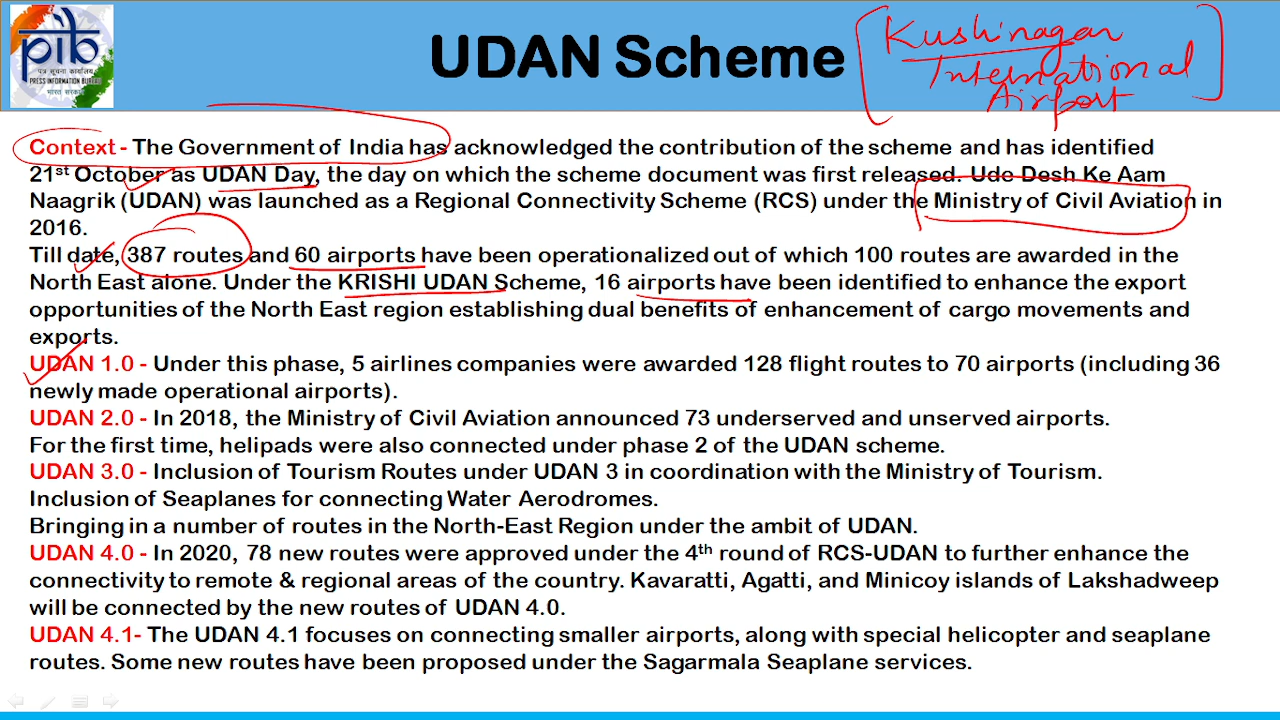 pib
पत्र सूचना कार्यालय
PRESS INFORMATION BUREAU
भारत सरकार
UDAN Scheme
Kushinagar
International
Airport
Context - The Government of India has acknowledged the contribution of the scheme and has identified
21st October as UDAN Day, the day on which the scheme document was first released. Ude Desh Ke Aam
Naagrik (UDAN) was launched as a Regional Connectivity Scheme (RCS) under the Ministry of Civil Aviation in
2016.
Till date, 387 routes and 60 airports have been operationalized out of which 100 routes are awarded in the
North East alone. Under the KRISHI UDAN Scheme, 16 airports have been identified to enhance the export
opportunities of the North East region establishing dual benefits of enhancement of cargo movements and
exports.
UDAN 1.0 - Under this phase, 5 airlines companies were awarded 128 flight routes to 70 airports (including 36
newly made operational airports).
UDAN 2.0 - In 2018, the Ministry of Civil Aviation announced 73 underserved and unserved airports.
For the first time, helipads were also connected under phase 2 of the UDAN scheme.
UDAN 3.0 - Inclusion of Tourism Routes under UDAN 3 in coordination with the Ministry of Tourism.
Inclusion of Seaplanes for connecting Water Aerodromes.
Bringing in a number of routes in the North-East Region under the ambit of UDAN.
UDAN 4.0 - In 2020, 78 new routes were approved under the 4th round of RCS-UDAN to further enhance the
connectivity to remote & regional areas of the country. Kavaratti, Agatti, and Minicoy islands of Lakshadweep
will be connected by the new routes of UDAN 4.0.
UDAN 4.1- The UDAN 4.1 focuses on connecting smaller airports, along with special helicopter and seaplane
routes. Some new routes have been proposed under the Sagarmala Seaplane services.